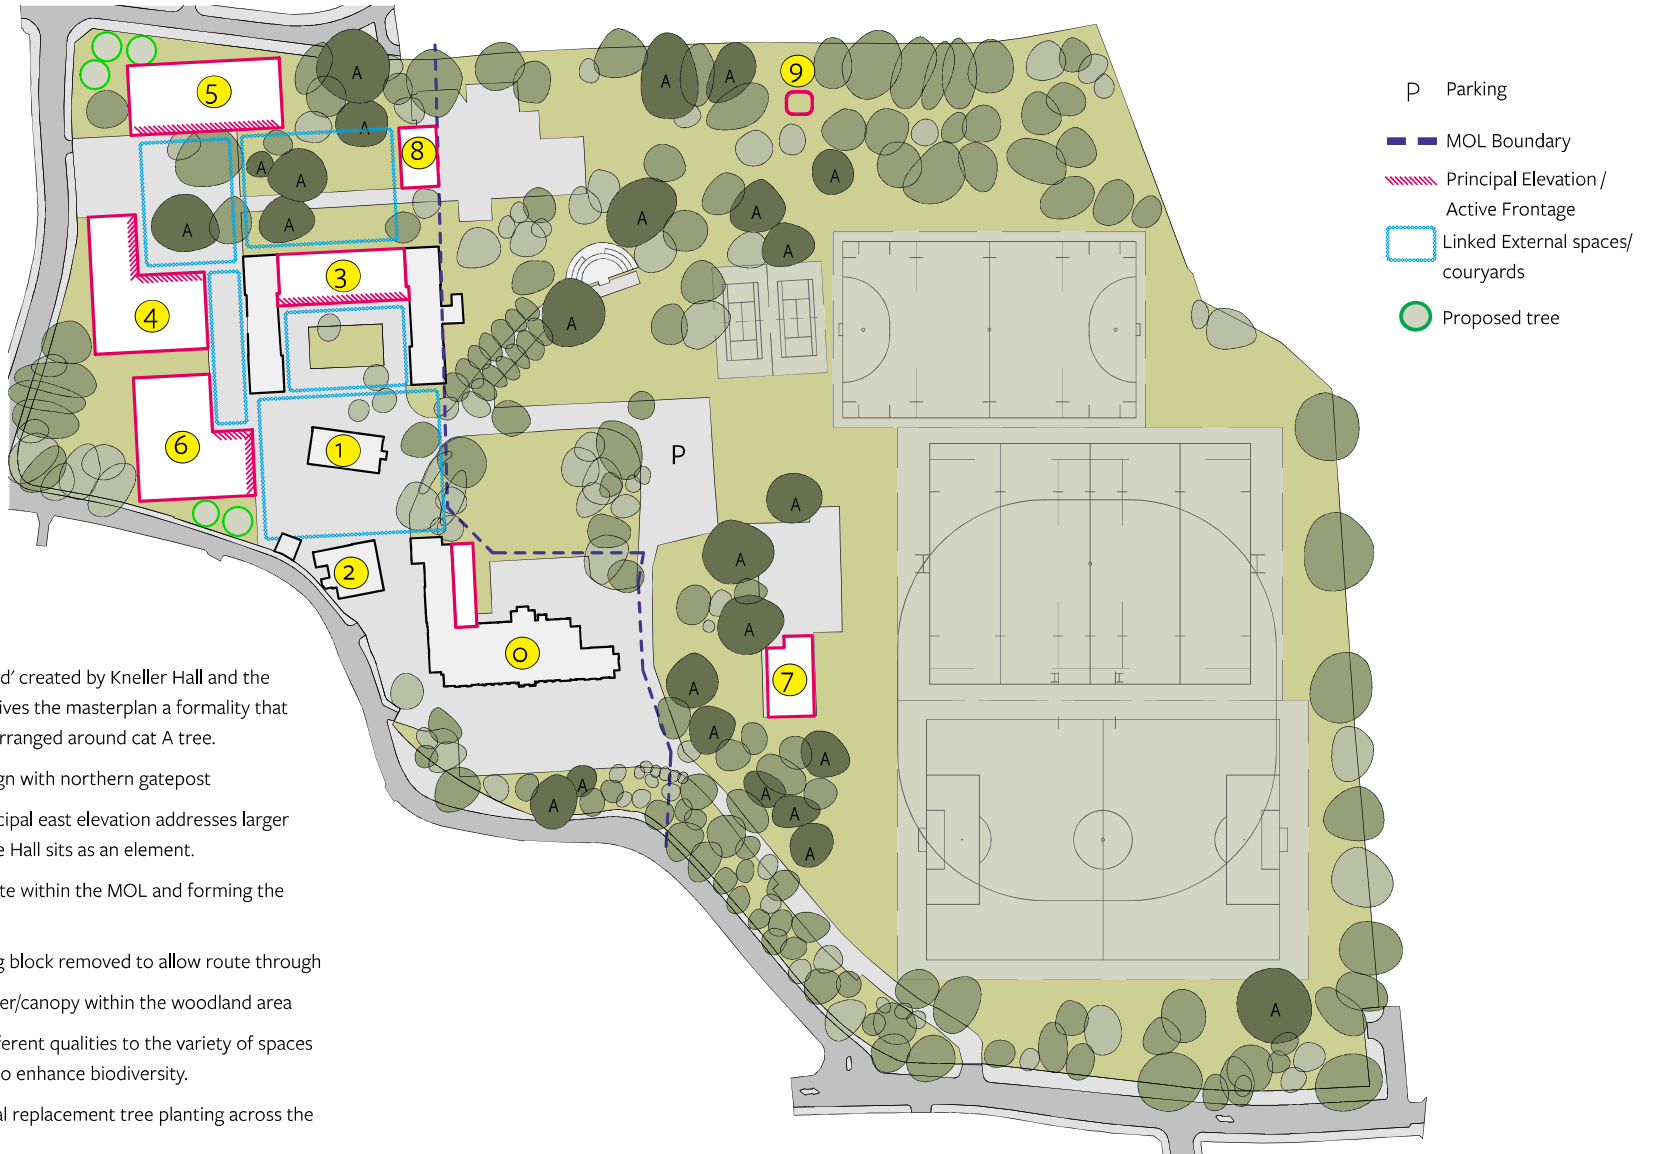 P Parking
MOL Boundary
Principal Elevation /
Active Frontage
Linked External spaces/
couryards
Proposed tree
A
A
A
A
9
5
A
8
A
A
A
A
A
A
A
A
3
4
A
1
6
P
A
A
2
A
0
7
A
A
A
A
A
A
A
A
A
d' created by Kneller Hall and the
ives the masterplan a formality that
rranged around cat A tree.
gn with northern gatepost
cipal east elevation addresses larger
e Hall sits as an element.
te within the MOL and forming the
g block removed to allow route through
er/canopy within the woodland area
ferent qualities to the variety of spaces
o enhance biodiversity.
al replacement tree planting across the